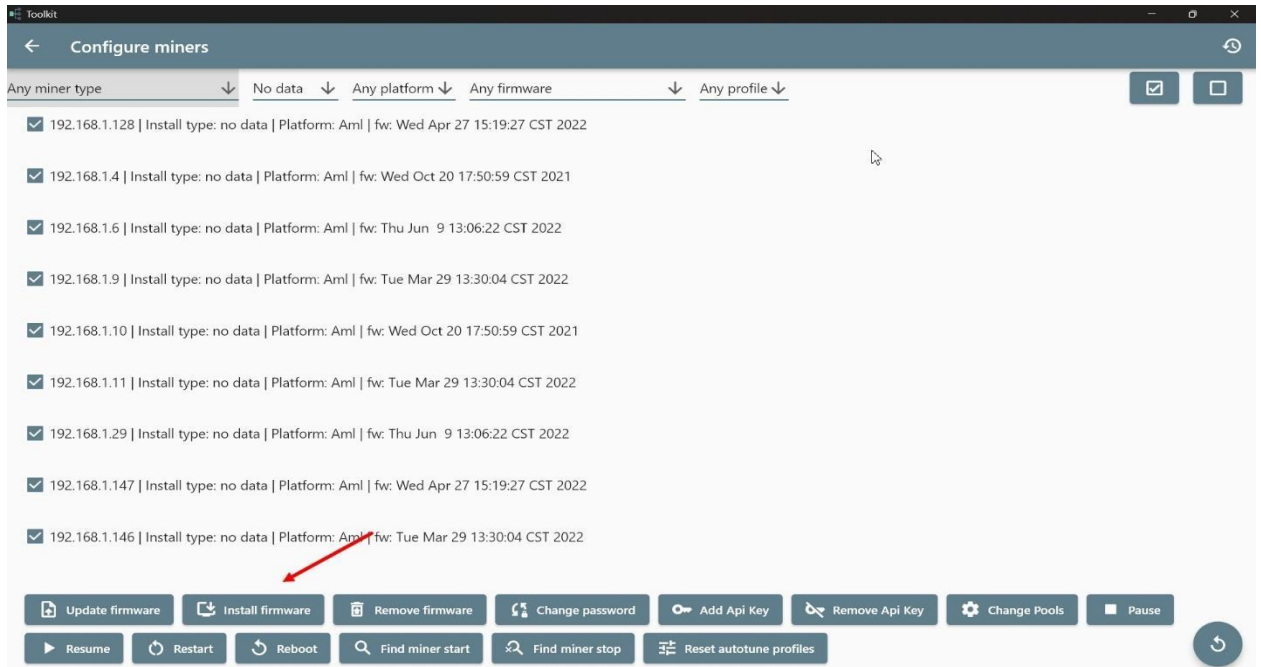 Toolkit
Configure miners
Any miner type No data Any platform Any firmware Any profile
192.168.1.128 | Install type: no data | Platform: Aml | fw: Wed Apr 27 15:19:27 CST 2022
192.168.1.4 | Install type: no data | Platform: Aml | fw: Wed Oct 20 17:50:59 CST 2021
192.168.1.6 | Install type: no data | Platform: Aml | fw: Thu Jun  9 13:06:22 CST 2022
192.168.1.9 | Install type: no data | Platform: Aml | fw: Tue Mar 29 13:30:04 CST 2022
192.168.1.10 | Install type: no data | Platform: Aml | fw: Wed Oct 20 17:50:59 CST 2021
192.168.1.11 | Install type: no data | Platform: Aml | fw: Tue Mar 29 13:30:04 CST 2022
192.168.1.29 | Install type: no data | Platform: Aml | fw: Thu Jun  9 13:06:22 CST 2022
192.168.1.147 | Install type: no data | Platform: Aml | fw: Wed Apr 27 15:19:27 CST 2022
192.168.1.146 | Install type: no data | Platform: Aml | fw: Tue Mar 29 13:30:04 CST 2022
Update firmware Install firmware Remove firmware Change password Add Api Key Remove Api Key Change Pools Pause
Resume Restart Reboot Find miner start Find miner stop Reset autotune profiles